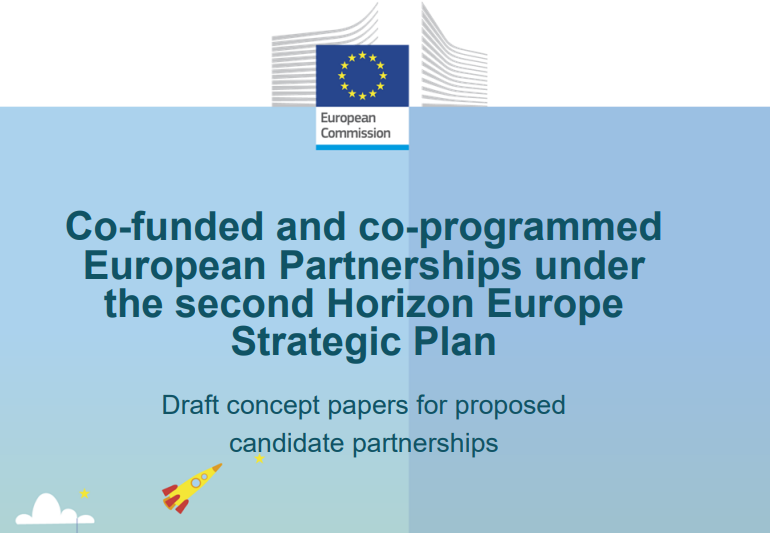 European
Commission
Co-funded and co-programmed
European Partnerships under
the second Horizon Europe
Strategic Plan
Draft concept papers for proposed
candidate partnerships